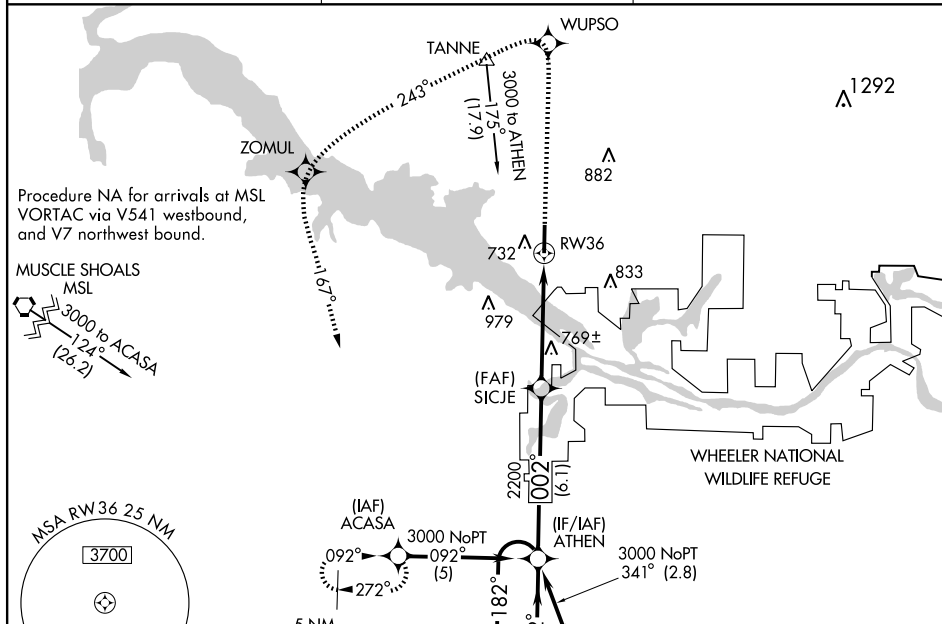 WUPSO
TANNE
1292
243°
3000 to ATHEN
175°
(17.9)
ZOMUL
882
Procedure NA for arrivals at MSL
VORTAC via V541 westbound,
and V7 northwest bound.
732
RW36
MUSCLE SHOALS
MSL
833
167°
979
3000 to ACASA
124°
(26.2)
769±
(FAF)
SICJE
WHEELER NATIONAL
WILDLIFE REFUGE
2200
002°
(6.1)
MSA RW36 25 NM
3700
(IAF)
ACASA
(IF/IAF)
ATHEN
3000 NoPT
092°
092°
(5)
3000 NoPT
341° (2.8)
272°
182°
5 NM